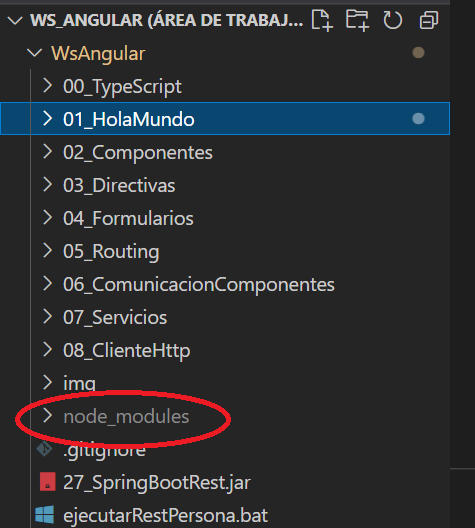 WS_ANGULAR (ÁREA DE TRABAJ...
WsAngular
00_TypeScript
01_HolaMundo
02_Componentes
03_Directivas
04_Formularios
05_Routing
06_ComunicacionComponentes
07_Servicios
08_ClienteHttp
img
node_modules
.gitignore
27_SpringBootRest.jar
ejecutarRestPersona.bat